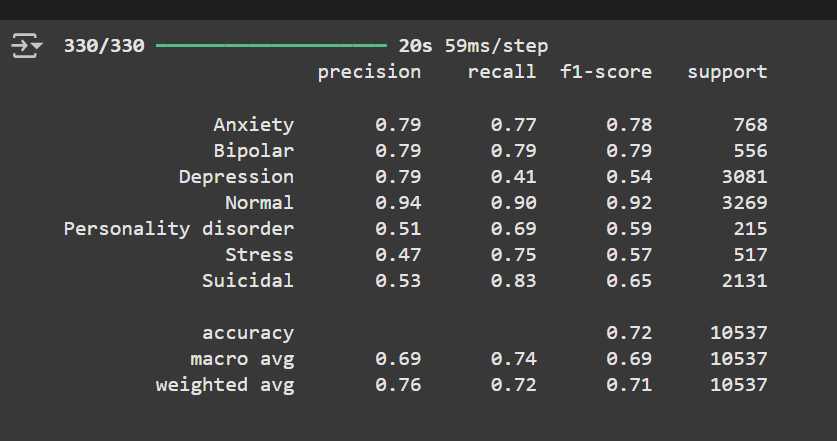 330/330 ━━━━━━━━━━━━━━━━━━━━ 20s 59ms/step
precision recall f1-score support
Anxiety 0.79 0.77 0.78 768
Bipolar 0.79 0.79 0.79 556
Depression 0.79 0.41 0.54 3081
Normal 0.94 0.90 0.92 3269
Personality disorder 0.51 0.69 0.59 215
Stress 0.47 0.75 0.57 517
Suicidal 0.53 0.83 0.65 2131
accuracy 0.72 10537
macro avg 0.69 0.74 0.69 10537
weighted avg 0.76 0.72 0.71 10537